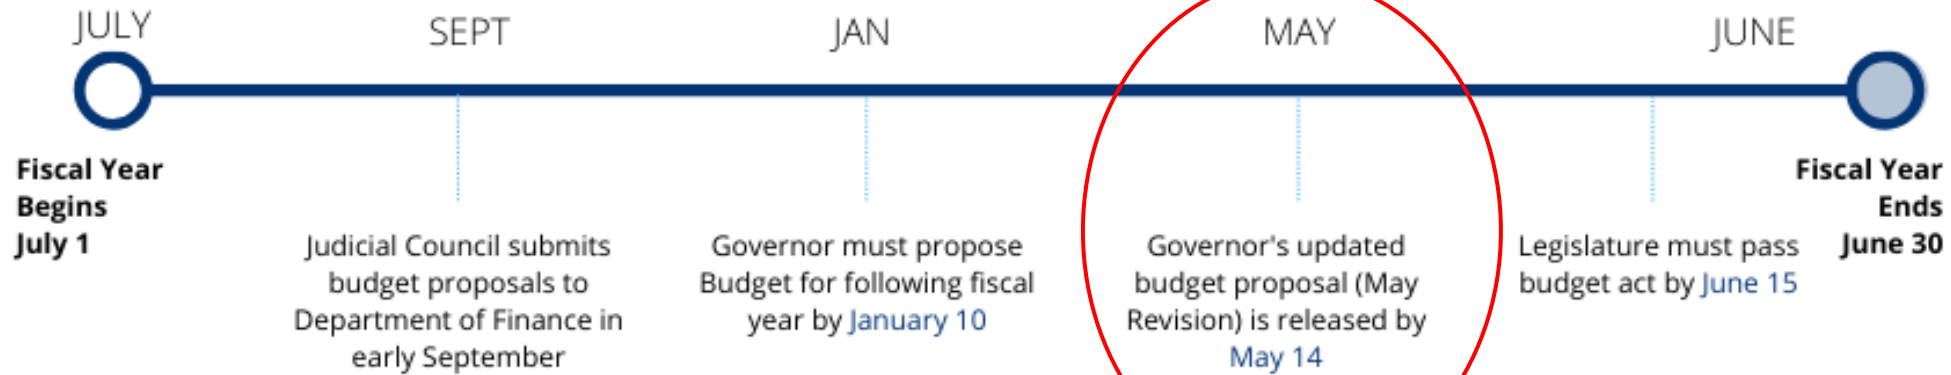 JULY
SEPT
JAN
MAY
JUNE
Fiscal Year
Begins
July 1
Judicial Council submits
budget proposals to
Department of Finance in
early September
Governor must propose
Budget for following fiscal
year by January 10
Governor's updated
budget proposal (May
Revision) is released by
May 14
Legislature must pass
budget act by June 15
Fiscal Year
Ends
June 30